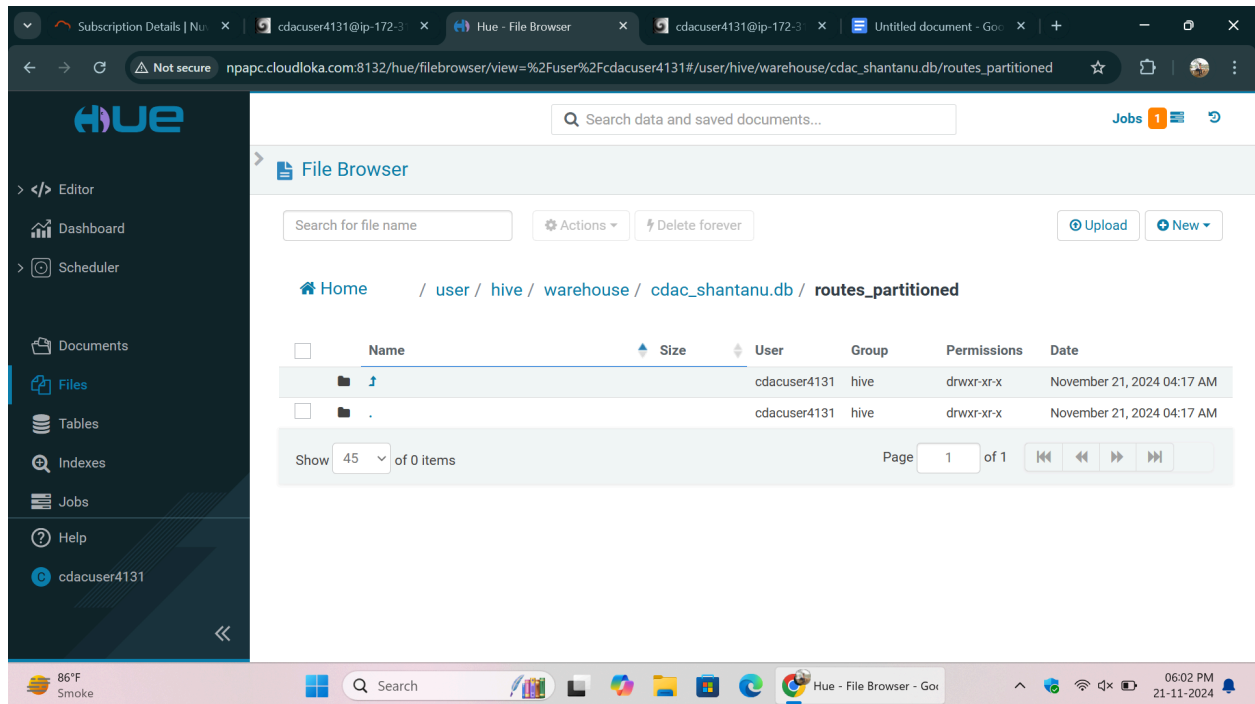 Subscription Details | Nu
cdacuser4131@ip-172-3
Hue - File Browser
cdacuser4131@ip-172-31
Untitled document - Goo
Not secure npapc.cloudloka.com:8132/hue/filebrowser/view=%2Fuser%2Fcdacuser4131#/user/hive/warehouse/cdac_shantanu.db/routes_partitioned
HUE
Search data and saved documents...
Jobs 1
File Browser
Editor
Dashboard
Scheduler
Documents
Files
Tables
Indexes
Jobs
Help
C cdacuser4131
Search for file name
Actions
Delete forever
Upload
New
Home / user / hive / warehouse / cdac_shantanu.db / routes_partitioned
Name Size User Group Permissions Date
cdacuser4131 hive drwxr-xr-x November 21, 2024 04:17 AM
. cdacuser4131 hive drwxr-xr-x November 21, 2024 04:17 AM
Show 45 of 0 items
Page 1 of 1
86°F
Smoke
Search
Hue - File Browser - Goo
06:02 PM
21-11-2024